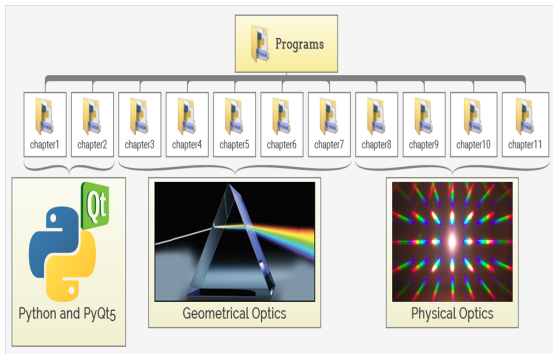 Programs
chapter1 chapter2 chapter3 chapter4 chapter5 chapter6 chapter7 chapter8 chapter9 chapter10 chapter11
Qt
Python and PyQt5 Geometrical Optics Physical Optics